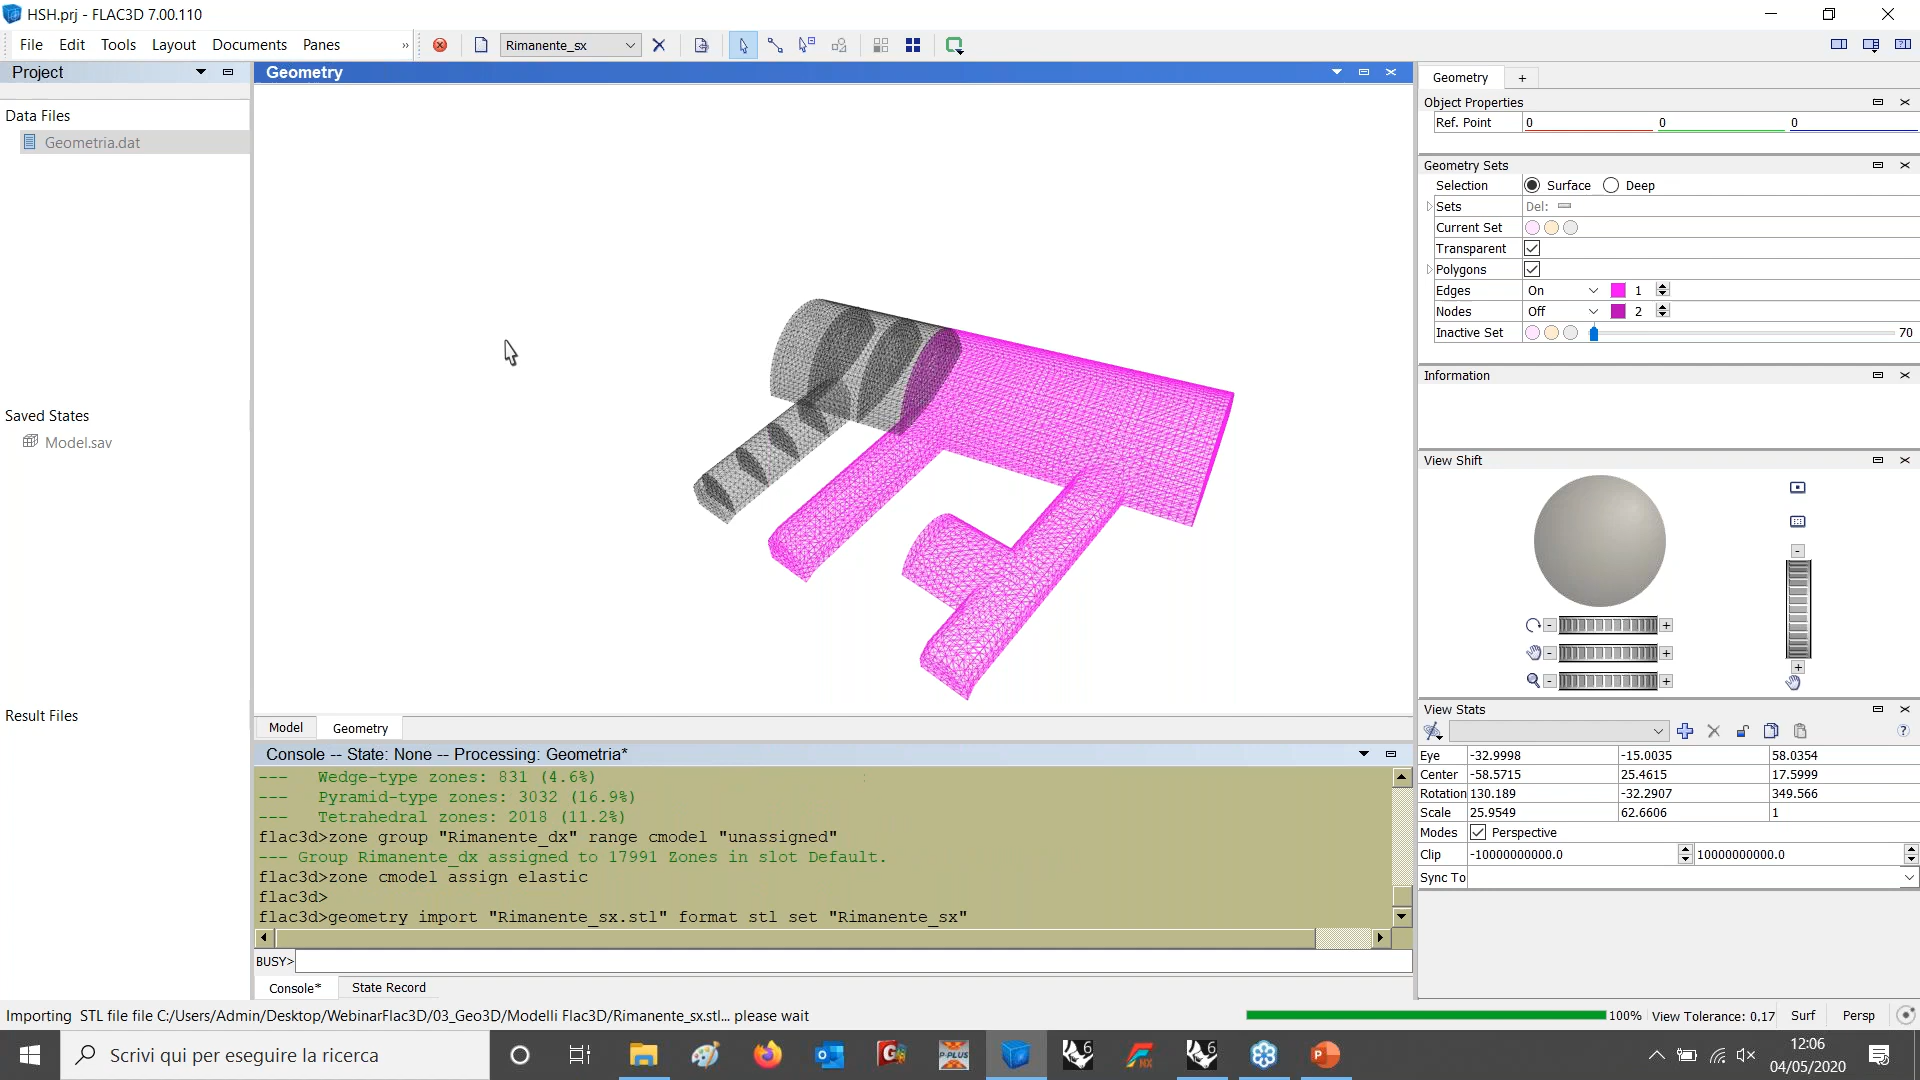 HSH.prj - FLAC3D 7.00.110
File Edit Tools Layout Documents Panes » Rimanente_sx
Project
Data Files
Geometria.dat
Saved States
Model.sav
Result Files
Geometry
Model Geometry
Console -- State: None -- Processing: Geometria*
--- Wedge-type zones: 831 (4.6%)
--- Pyramid-type zones: 3032 (16.9%)
--- Tetrahedral zones: 2018 (11.2%)
flac3d>zone group "Rimanente_dx" range cmodel "unassigned"
--- Group Rimanente_dx assigned to 17991 Zones in slot Default.
flac3d>zone cmodel assign elastic
flac3d>
flac3d>geometry import "Rimanente_sx.stl" format stl set "Rimanente_sx"
BUSY>
Console* State Record
Geometry +
Object Properties
Ref. Point 0 0 0
Geometry Sets
Selection Surface Deep
Sets Del:
Current Set
Transparent
Polygons
Edges On 1
Nodes Off 2
Inactive Set 70
Information
View Shift
View Stats
Eye -32.9998 -15.0035 58.0354
Center -58.5715 25.4615 17.5999
Rotation 130.189 -32.2907 349.566
Scale 25.9549 62.6606 1
Modes Perspective
Clip -10000000000.0 10000000000.0
Sync To
Importing STL file file C:/Users/Admin/Desktop/WebinarFlac3D/03_Geo3D/Modelli Flac3D/Rimanente_sx.stl... please wait
100% View Tolerance: 0.17 Surf Persp
Scrivi qui per eseguire la ricerca
12:06
04/05/2020